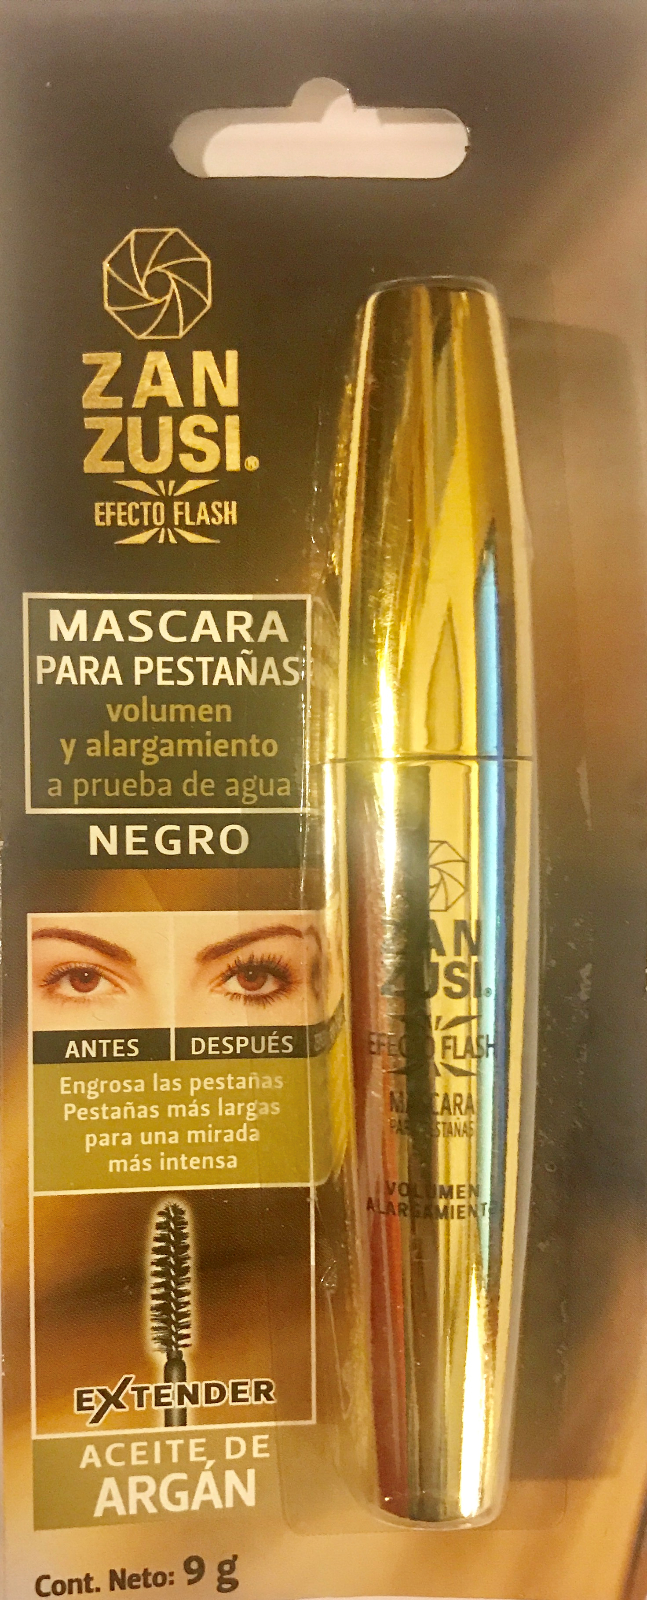 ZAN
ZUSI®
EFECTO FLASH
MASCARA
PARA PESTAÑAS
volumen
y alargamiento
a prueba de agua
NEGRO
ANTES
DESPUÉS
Engrosa las pestañas
Pestañas más largas
para una mirada
más intensa
EXTENDER
ACEITE DE
ARGÁN
Cont. Neto: 9 g
ZAN
ZUSI®
EFECTO FLASH
MASCARA
PARA PESTAÑAS
VOLUMEN
ALARGAMIENTO